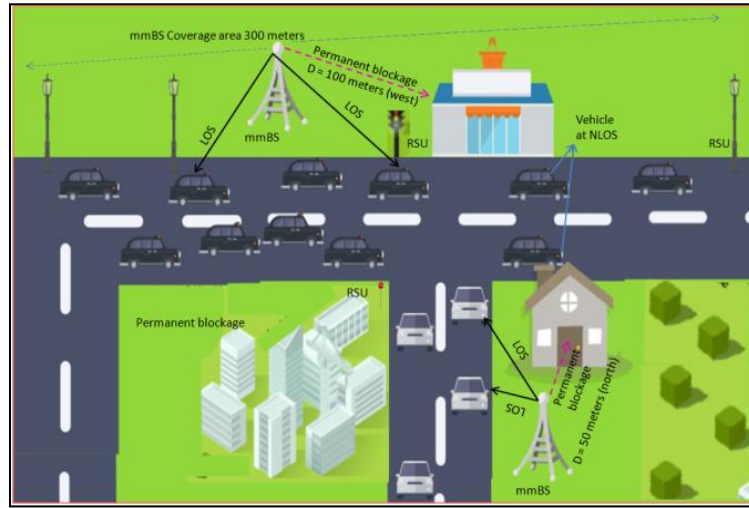 mmBS Coverage area 300 meters
Permanent blockage
D = 100 meters (west)
LOS
LOS
mmBS
RSU
Vehicle
at NLOS
RSU
RSU
Permanent blockage
LOS
LOS
Permanent
blockage
D = 50 meters (north)
mmBS